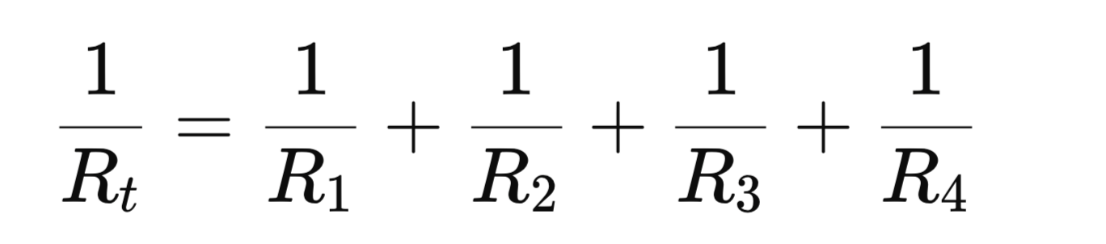 1/R_t = 1/R_1 + 1/R_2 + 1/R_3 + 1/R_4